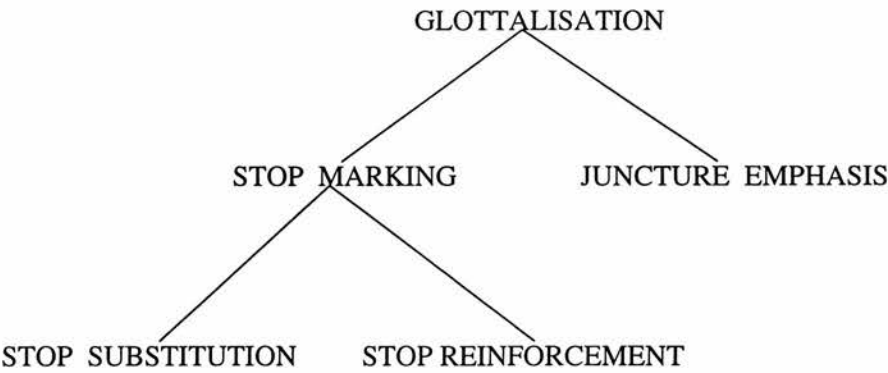 GLOTTALISATION
STOP MARKING JUNCTURE EMPHASIS
STOP SUBSTITUTION STOP REINFORCEMENT